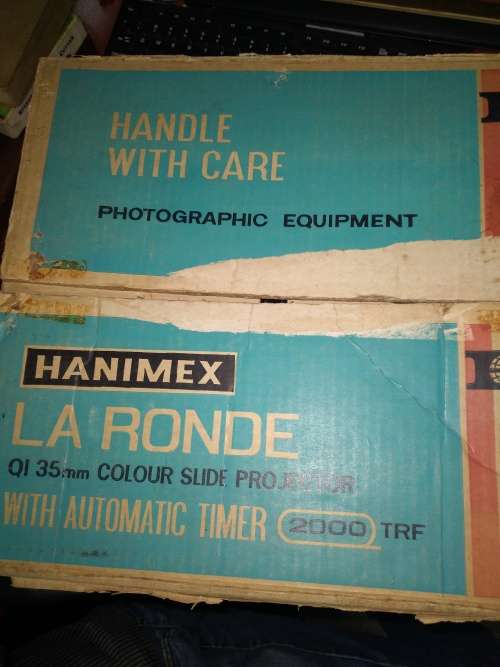 HANDLE
WITH CARE
PHOTOGRAPHIC EQUIPMENT
HANIMEX
LA RONDE
QI 35mm COLOUR SLIDE PROJECTOR
WITH AUTOMATIC TIMER 2000 TRF